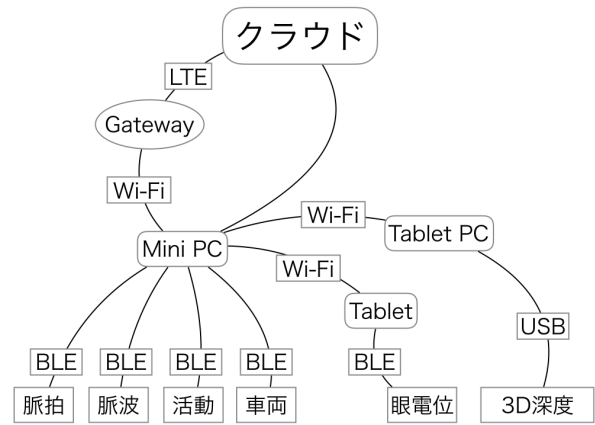 クラウド
LTE
Gateway
Wi-Fi
Wi-Fi
Tablet PC
Mini PC
Wi-Fi
Tablet
USB
BLE
BLE
BLE
BLE
BLE
脈拍
脈波
活動
車両
眼電位
3D深度